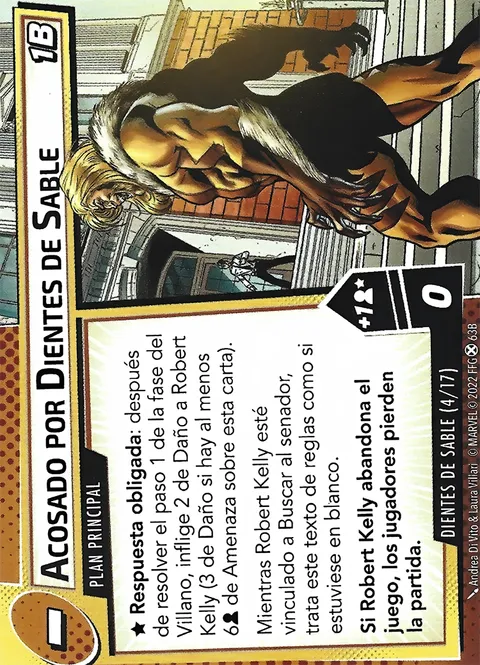 ACOSADO POR DIENTES DE SABLE
1B
PLAN PRINCIPAL
★ Respuesta obligada: después
de resolver el paso 1 de la fase del
Villano, inflige 2 de Daño a Robert
Kelly (3 de Daño si hay al menos
6 de Amenaza sobre esta carta).
Mientras Robert Kelly esté
vinculado a Buscar al senador,
trata este texto de reglas como si
estuviese en blanco.
Si Robert Kelly abandona el
juego, los jugadores pierden
la partida.
+1 ★
0
DIENTES DE SABLE (4/17)
Andrea Di Vito & Laura Villari © MARVEL © 2022 FFG 63B